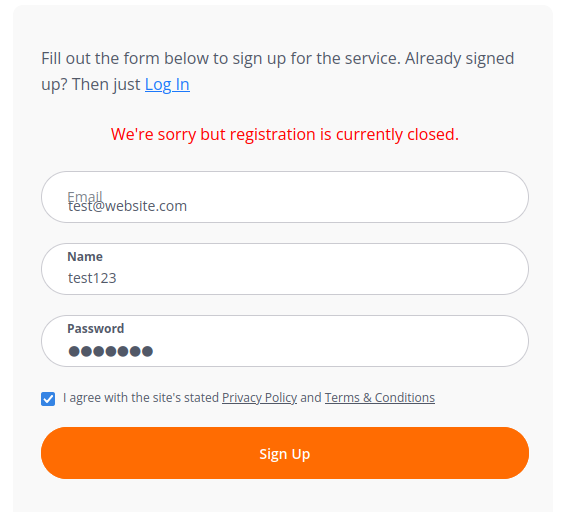 Fill out the form below to sign up for the service. Already signed
up? Then just Log In
We're sorry but registration is currently closed.
Email
test@website.com
Name
test123
Password
●●●●●●●
I agree with the site's stated Privacy Policy and Terms & Conditions
Sign Up